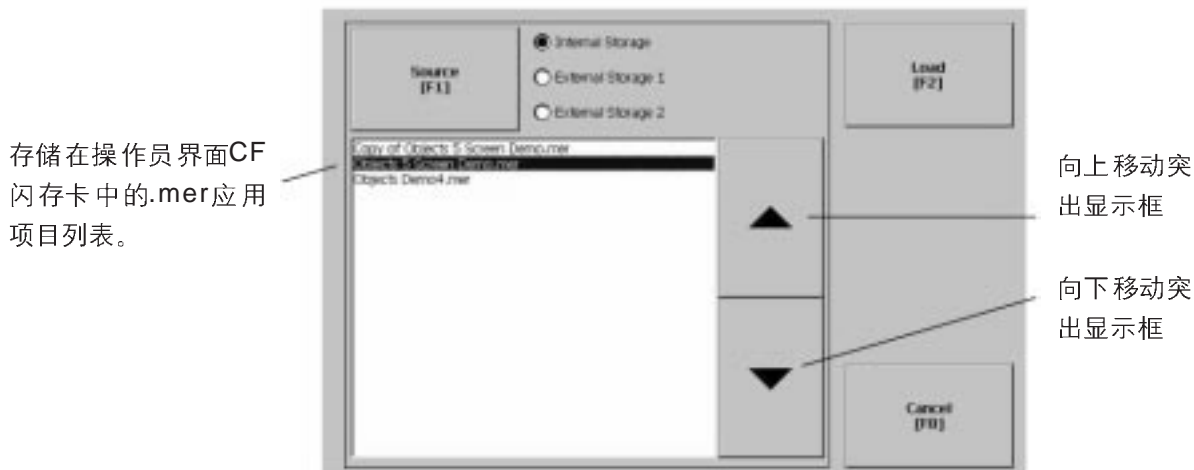 Source
[F1]
Internal Storage
External Storage 1
External Storage 2
Load
[F2]
存储在操作员界面CF
闪存卡中的.mer应用
项目列表。
Copy of Objects 5 Screen Demo.mer
Objects 5 Screen Demo.mer
Objects Demo4.mer
向上移动突
出显示框
向下移动突
出显示框
Cancel
[F8]